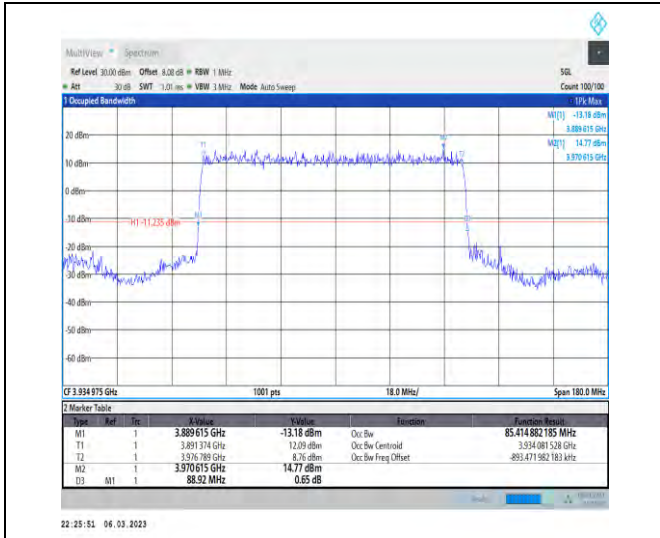 MultiView Spectrum
Ref Level 30.00 dBm Offset 8.08 dB RBW 1 MHz SGL
Att 30 dB SWT 1.01 ms VBW 3 MHz Mode Auto Sweep Count 100/100
1 Occupied Bandwidth 1Pk Max
M1[1] -13.18 dBm
3.889 615 GHz
M2[1] 14.77 dBm
3.970 615 GHz
20 dBm
T1 M2 T2
10 dBm
0 dBm
-10 dBm
H1 -11.235 dBm
-20 dBm
-30 dBm
-40 dBm
-50 dBm
-60 dBm
CF 3.934 975 GHz 1001 pts 18.0 MHz/ Span 180.0 MHz
2 Marker Table
Type Ref Trc X-Value Y-Value Function Function Result
M1 1 3.889 615 GHz -13.18 dBm Occ Bw 85.414 882 185 MHz
T1 1 3.891 374 GHz 12.09 dBm Occ Bw Centroid 3.934 081 528 GHz
T2 1 3.976 789 GHz 8.76 dBm Occ Bw Freq Offset -893.471 982 183 kHz
M2 1 3.970 615 GHz 14.77 dBm
D3 M1 1 88.92 MHz 0.65 dB
22:25:51 06.03.2023